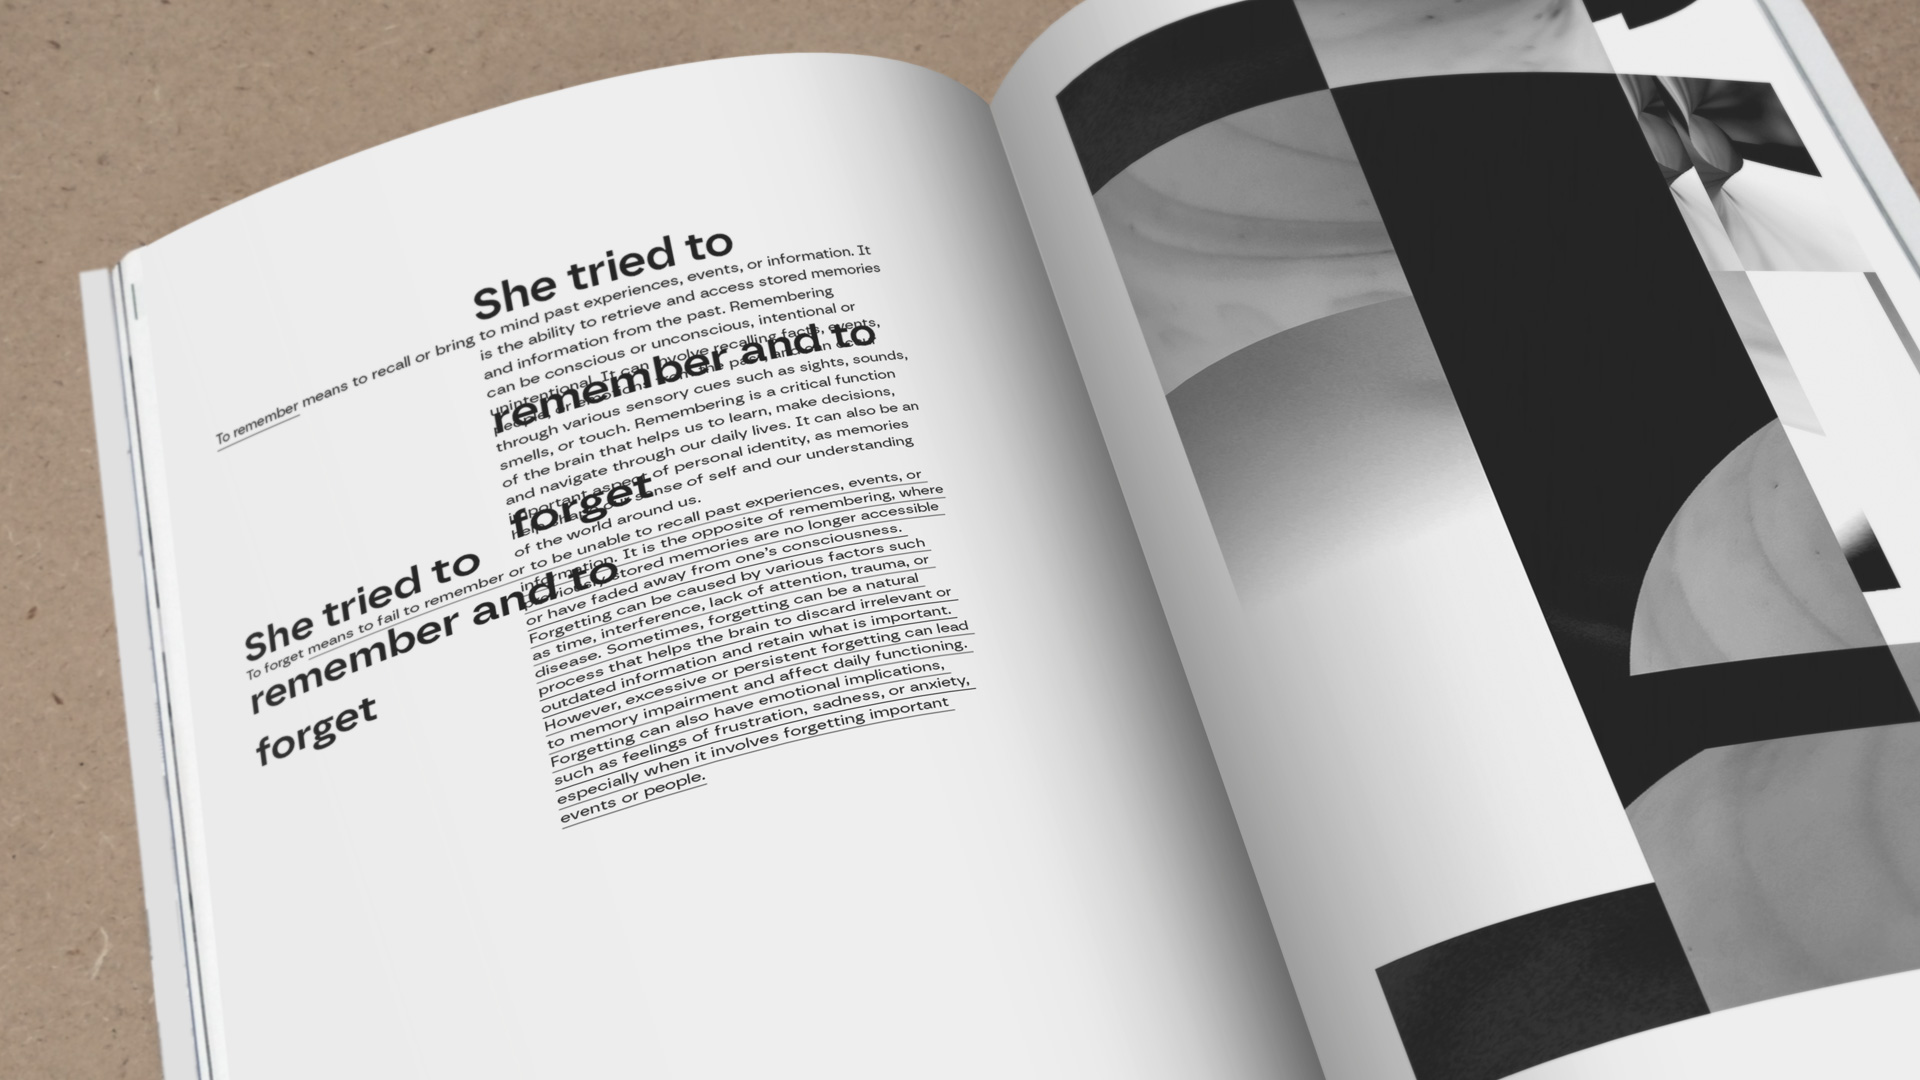 She tried to
remember and to
forget
To remember means to recall or bring to mind past experiences, events, or information. It
is the ability to retrieve and access stored memories
and information from the past. Remembering
can be conscious or unconscious, intentional or
unintentional. It can involve recalling facts, events,
people, or emotions from the past, and can occur
through various sensory cues such as sights, sounds,
smells, or touch. Remembering is a critical function
of the brain that helps us to learn, make decisions,
and navigate through our daily lives. It can also be an
important aspect of personal identity, as memories
help shape our sense of self and our understanding
of the world around us.
She tried to
remember and to
forget
To forget means to fail to remember or to be unable to recall past experiences, events, or
information. It is the opposite of remembering, where
previously stored memories are no longer accessible
or have faded away from one's consciousness.
Forgetting can be caused by various factors such
as time, interference, lack of attention, trauma, or
disease. Sometimes, forgetting can be a natural
process that helps the brain to discard irrelevant or
outdated information and retain what is important.
However, excessive or persistent forgetting can lead
to memory impairment and affect daily functioning.
Forgetting can also have emotional implications,
such as feelings of frustration, sadness, or anxiety,
especially when it involves forgetting important
events or people.